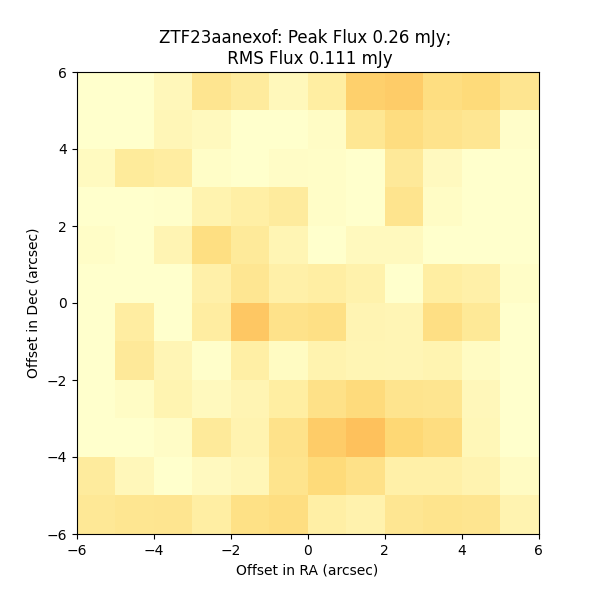 ZTF23aanexof: Peak Flux 0.26 mJy;
RMS Flux 0.111 mJy
6
4
2
0
−2
−4
−6
Offset in Dec (arcsec)
−6 −4 −2 0 2 4 6
Offset in RA (arcsec)